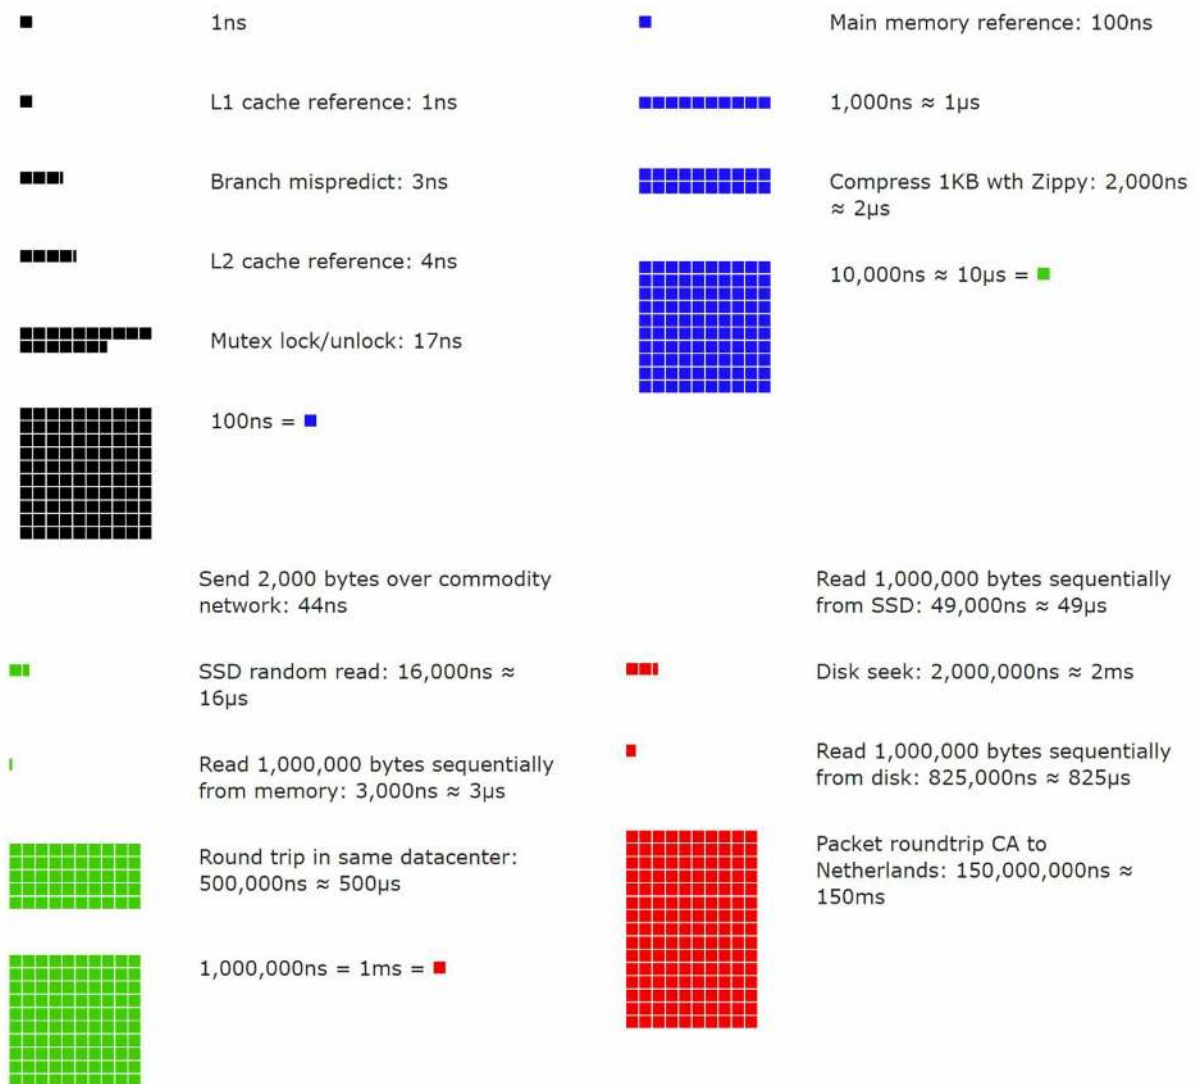 1ns
L1 cache reference: 1ns
Branch mispredict: 3ns
L2 cache reference: 4ns
Mutex lock/unlock: 17ns
100ns =
Main memory reference: 100ns
1,000ns ≈ 1μs
Compress 1KB wth Zippy: 2,000ns
≈ 2μs
10,000ns ≈ 10μs =
Send 2,000 bytes over commodity
network: 44ns
SSD random read: 16,000ns ≈
16μs
Read 1,000,000 bytes sequentially
from memory: 3,000ns ≈ 3μs
Round trip in same datacenter:
500,000ns ≈ 500μs
1,000,000ns = 1ms =
Read 1,000,000 bytes sequentially
from SSD: 49,000ns ≈ 49μs
Disk seek: 2,000,000ns ≈ 2ms
Read 1,000,000 bytes sequentially
from disk: 825,000ns ≈ 825μs
Packet roundtrip CA to
Netherlands: 150,000,000ns ≈
150ms